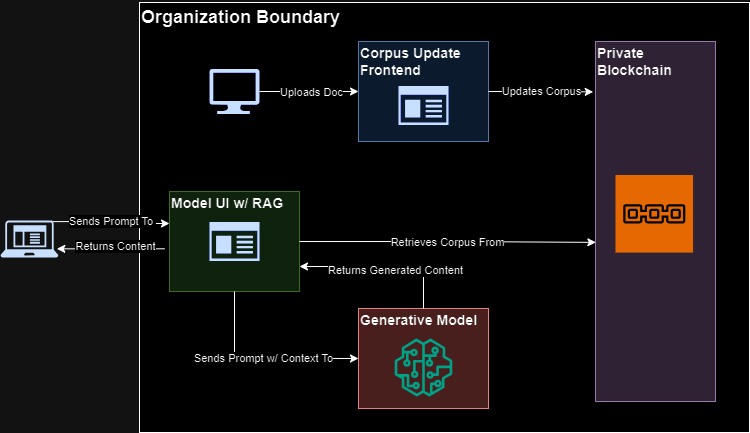 Organization Boundary
Corpus Update
Frontend
Private
Blockchain
Uploads Doc
Updates Corpus
Model UI w/ RAG
Sends Prompt To
Returns Content
Retrieves Corpus From
Returns Generated Content
Generative Model
Sends Prompt w/ Context To